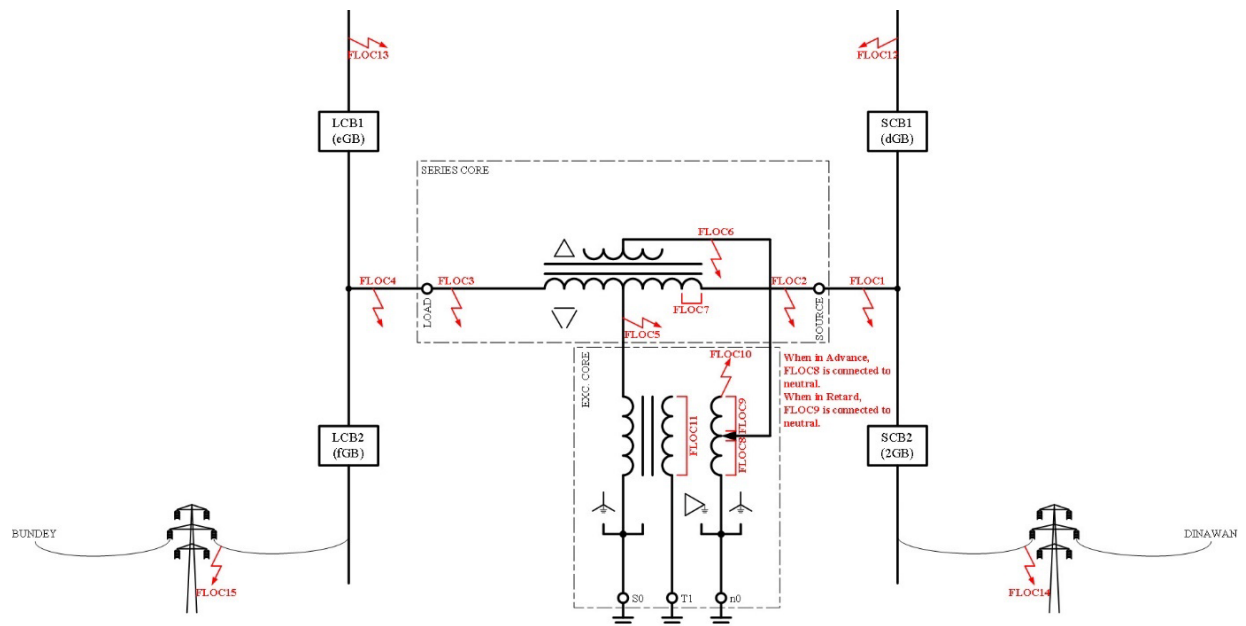 FLOC13
FLOC12
LCB1
(eGB)
SCB1
(dGB)
SERIES CORE
FLOC6
FLOC4
FLOC3
FLOC2
FLOC1
LOAD
SOURCE
FLOC7
FLOC5
EXC. CORE
FLOC10
When in Advance,
FLOC8 is connected to
neutral.
When in Retard,
FLOC9 is connected to
neutral.
FLOC11
FLOC9
FLOC8
LCB2
(fGB)
SCB2
(2GB)
BUNDEY
DINAWAN
FLOC15
FLOC14
S0
T1
n0